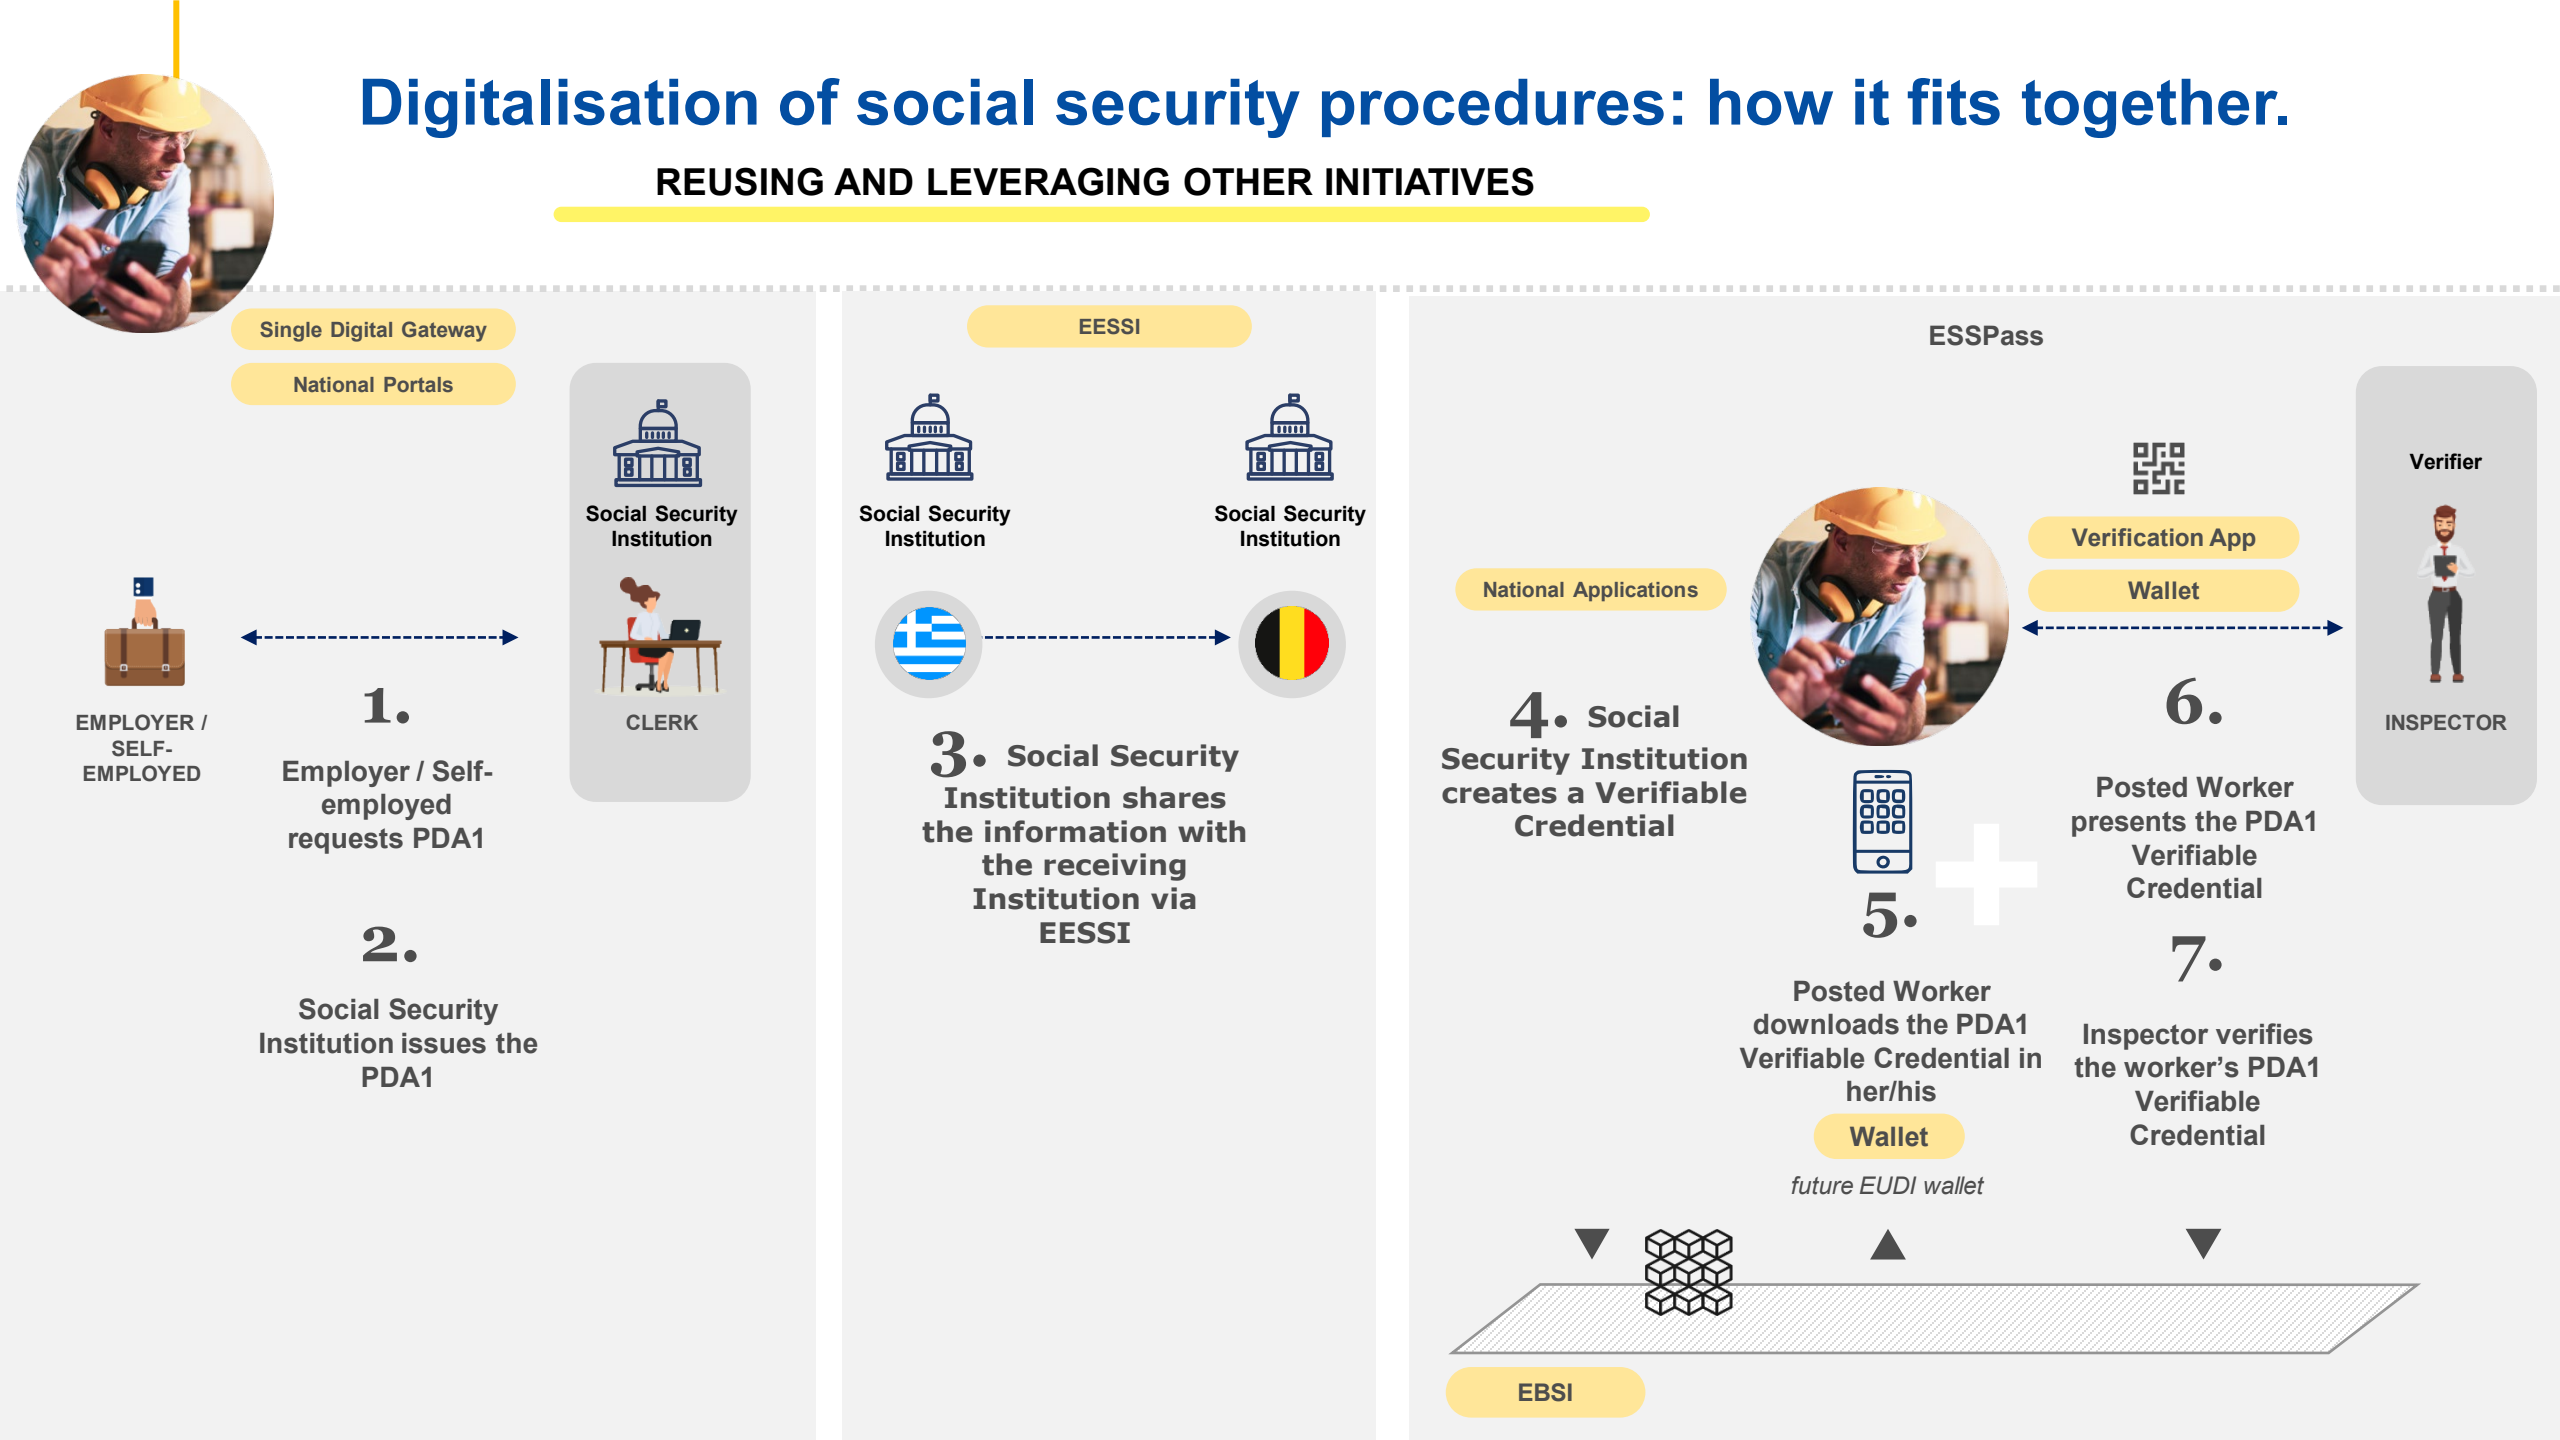 Digitalisation of social security procedures: how it fits together.
REUSING AND LEVERAGING OTHER INITIATIVES
Single Digital Gateway
National Portals
Social Security
Institution
EMPLOYER /
SELF-
EMPLOYED
CLERK
1.
Employer / Self-
employed
requests PDA1
2.
Social Security
Institution issues the
PDA1
EESSI
Social Security
Institution
Social Security
Institution
3. Social Security
Institution shares
the information with
the receiving
Institution via
EESSI
ESSPass
National Applications
4. Social
Security Institution
creates a Verifiable
Credential
5.
Posted Worker
downloads the PDA1
Verifiable Credential in
her/his
Wallet
future EUDI wallet
Verification App
Wallet
6.
Posted Worker
presents the PDA1
Verifiable
Credential
7.
Inspector verifies
the worker’s PDA1
Verifiable
Credential
Verifier
INSPECTOR
EBSI